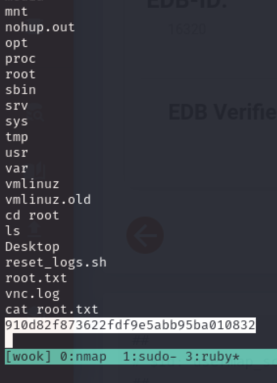 EDB-ID:
mnt
nohup.out
opt
proc
root
sbin
EDB Verifie
srv
sys
tmp
usr
var
vmlinuz
vmlinuz.old
cd root
ls
Desktop
reset_logs.sh
root.txt
vnc.log
cat root.txt
910d82f873622fdf9e5abb95ba010832
[wook] 0:nmap  1:sudo- 3:ruby*